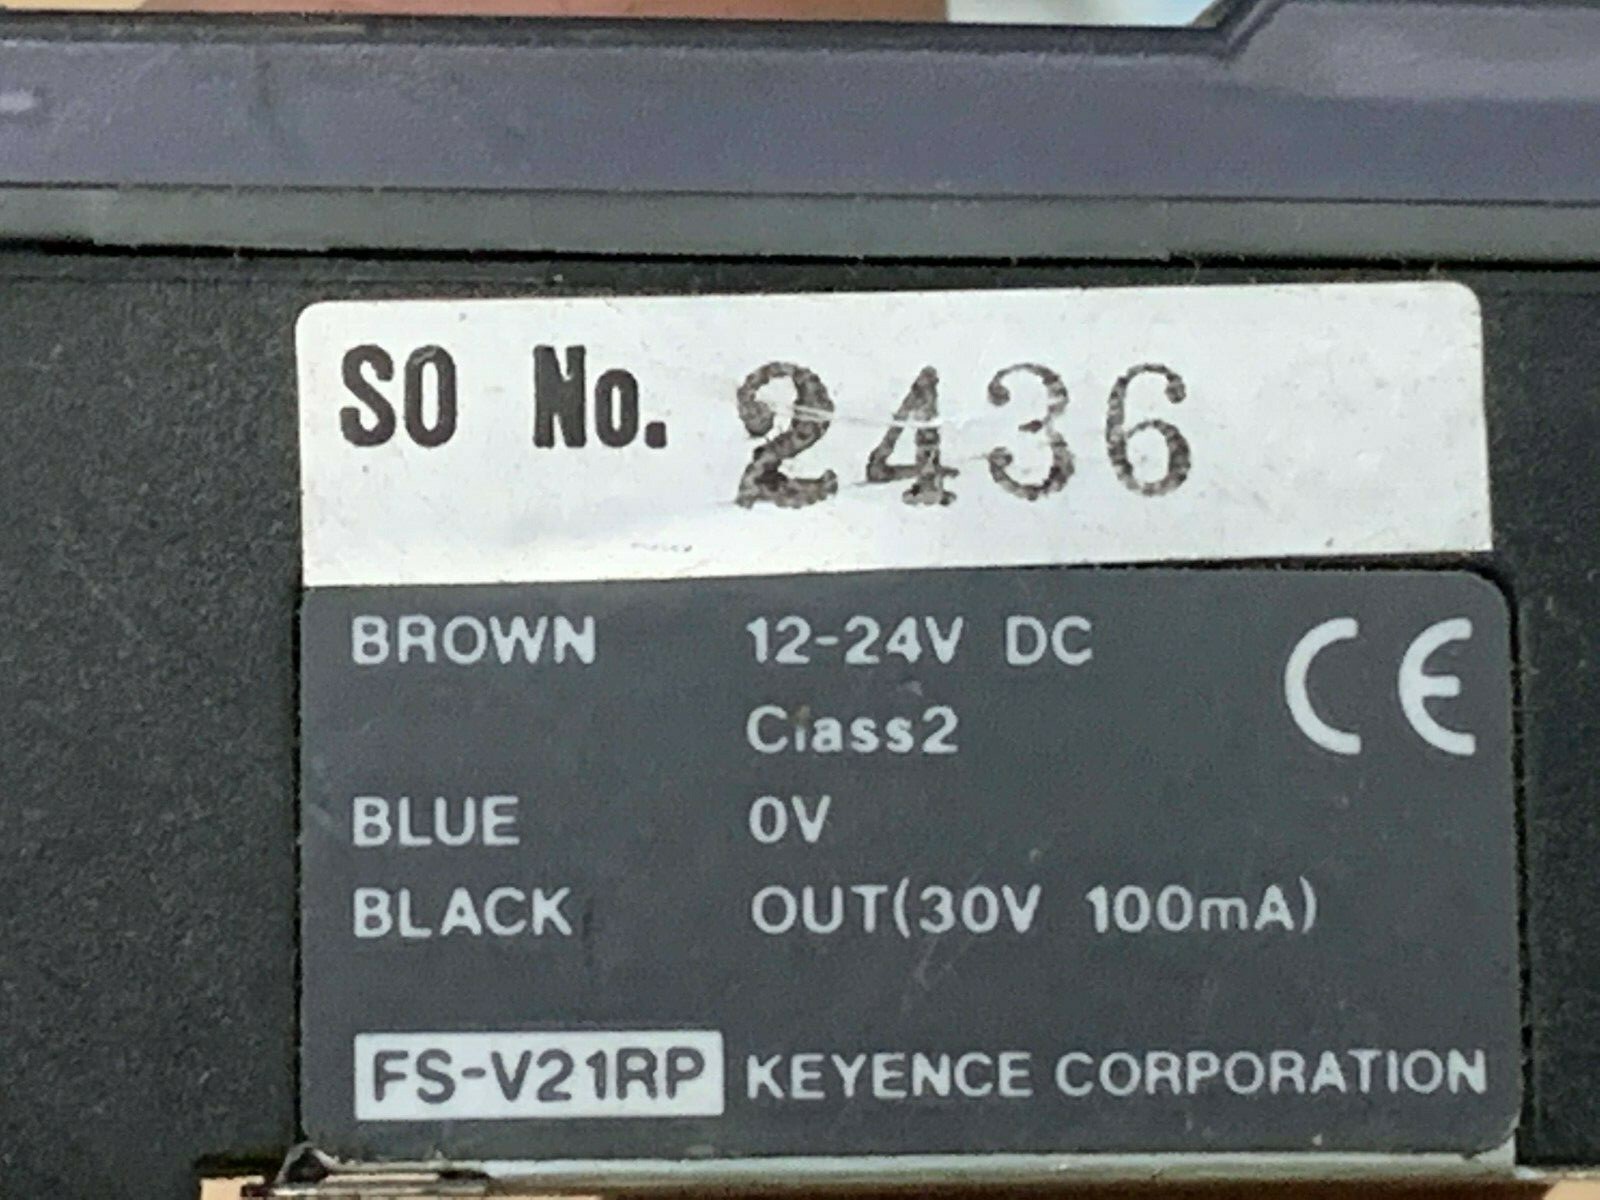 SO No. 2436
BROWN 12-24V DC CE
Class2
BLUE 0V
BLACK OUT(30V 100mA)
FS-V21RP KEYENCE CORPORATION